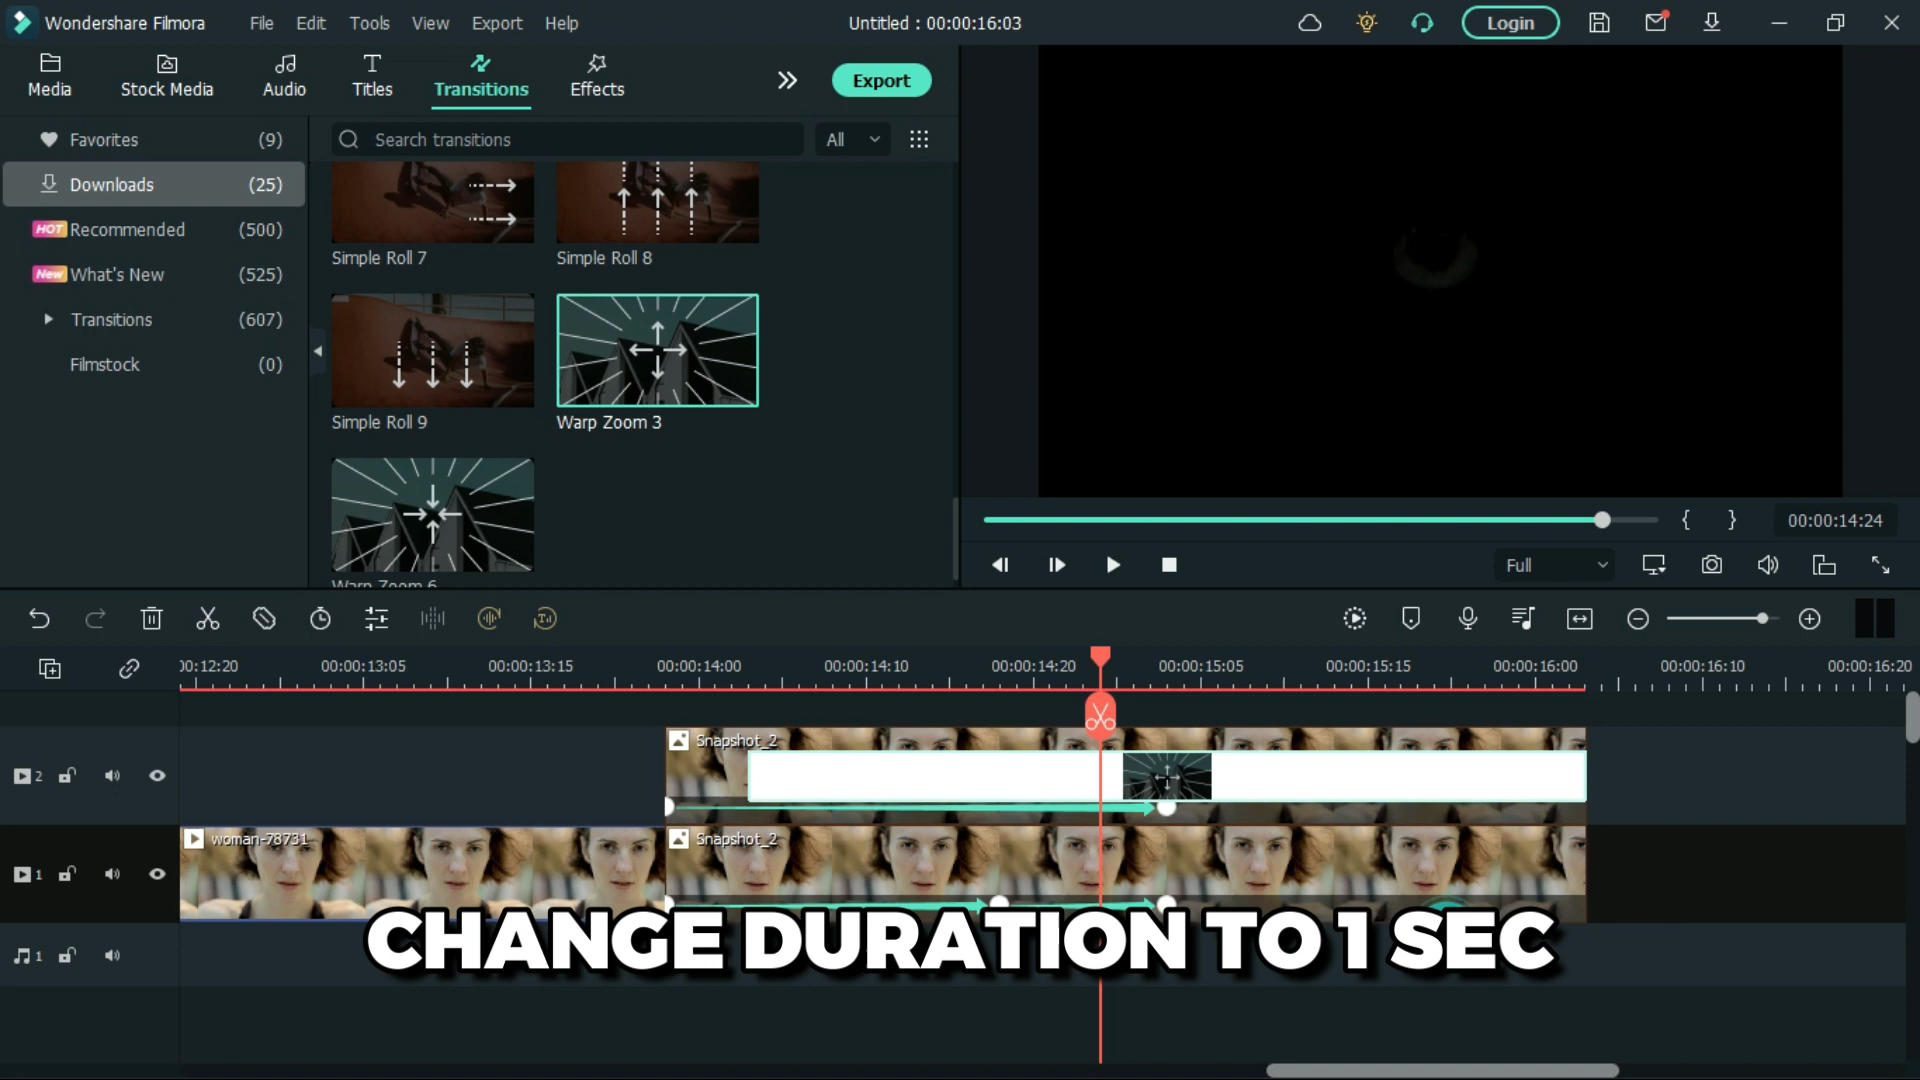 Wondershare Filmora
File
Edit
Tools
View
Export
Help
Untitled : 00:00:16:03
Login
Media
Stock Media
Audio
Titles
Transitions
Effects
Export
Favorites (9)
Downloads (25)
HOT Recommended (500)
New What's New (525)
Transitions (607)
Filmstock (0)
Search transitions
All
Simple Roll 7
Simple Roll 8
Simple Roll 9
Warp Zoom 3
Warp Zoom 6
{ }
00:00:14:24
Full
00:12:20
00:00:13:05
00:00:13:15
00:00:14:00
00:00:14:10
00:00:14:20
00:00:15:05
00:00:15:15
00:00:16:00
00:00:16:10
00:00:16:20
2
Snapshot_2
1
woman-78731
Snapshot_2
CHANGE DURATION TO 1 SEC
1